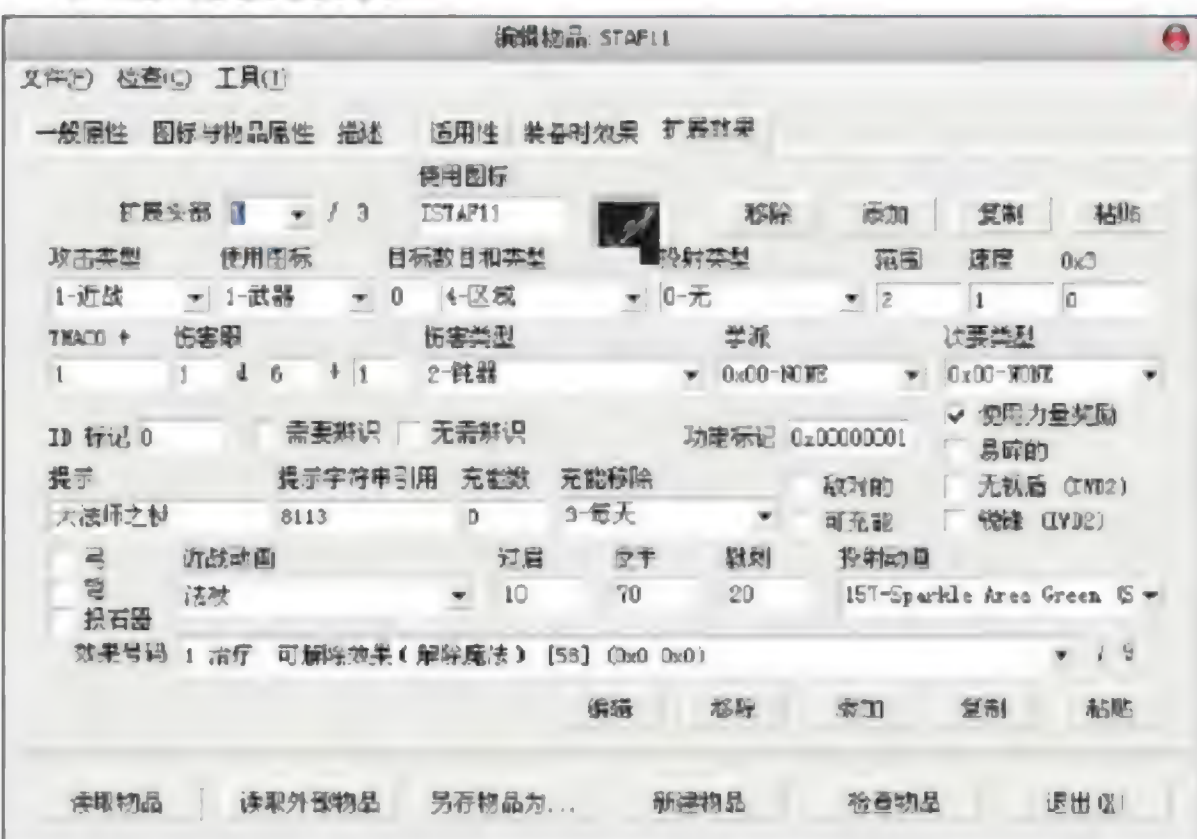 编辑物品: STAF11
文件(F) 检查(C) 工具(T)
一般属性 图标与物品属性 描述 适用性 装备时效果 扩展效果
使用图标
扩展头部 1 / 3 ISTAF11 移除 添加 复制 粘贴
攻击类型 使用图标 目标数目和类型 投射类型 范围 速度 0x3
1-近战 1-武器 0 4-区域 0-无 2 1 0
THAC0 + 伤害骰 伤害类型 学派 次要类型
1 1 d 6 + 1 2-钝器 0x00-NONE 0x00-NONE
ID 标记 0 需要辨识 无需辨识 功能标记 0x00000001 使用力量奖励
易碎的
提示 提示字符串引用 充能数 充能移除 敌对的 无执盾 (IWD2)
大法师之杖 8113 0 3-每天 可充能 锐锋 (IWD2)
弓 近战动画 过肩 反手 戳刺 投射动画
弩 法杖 10 70 20 157-Sparkle Area Green (S
投石器
效果号码 1 治疗 可解除效果(解除魔法) [58] (0x0 0x0) / 9
编辑 移除 添加 复制 粘贴
读取物品 读取外部物品 另存物品为... 新建物品 检查物品 退出(X)